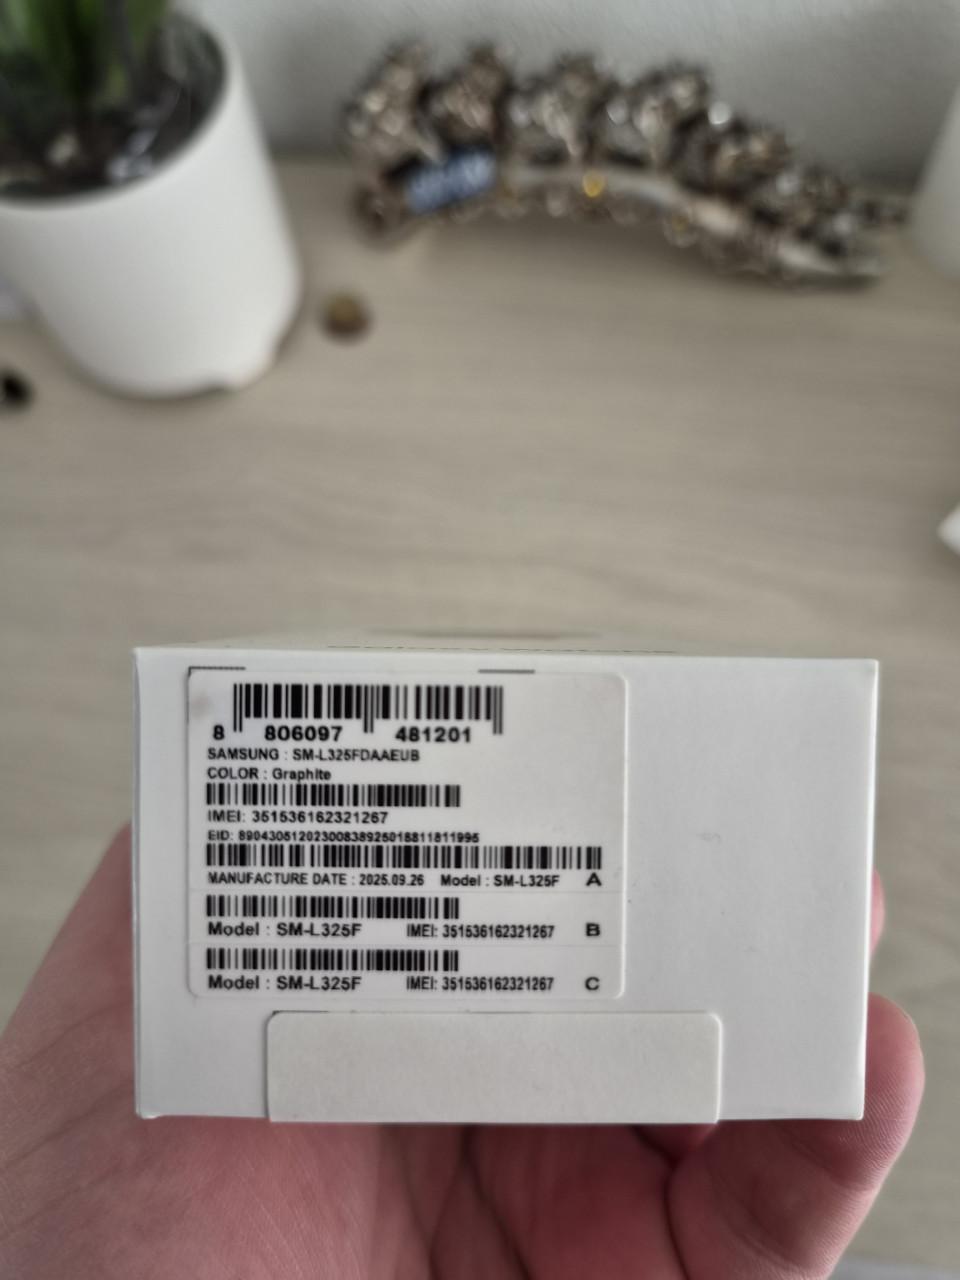 8 806097 481201
SAMSUNG : SM-L325FDAAEUB
COLOR : Graphite
IMEI: 351536162321267
EID: 89043051202300838925018811811995
MANUFACTURE DATE : 2025.09.26 Model : SM-L325F A
Model : SM-L325F IMEI: 351536162321267 B
Model : SM-L325F IMEI: 351536162321267 C